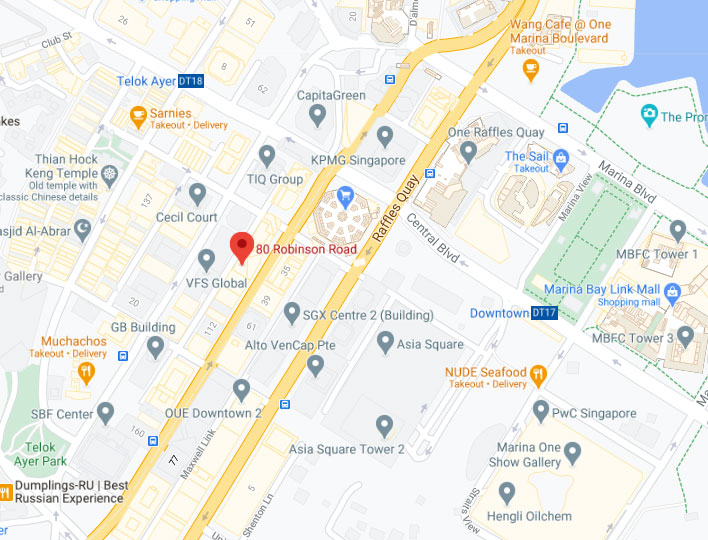 Club St
25
26
8
D'alme
Wang Cafe @ One
Marina Boulevard
Takeout
Telok Ayer DT18
62
CapitaGreen
Sarnies
Takeout • Delivery
akes
KPMG Singapore
One Raffles Quay
The Pron
The Sail
Takeout
Marina Blvd
Thian Hock
Keng Temple
Old temple with
classic Chinese details
TIQ Group
137
Cecil Court
Marina View
Raffles Quay
Central Blvd
asjid Al-Abrar
80 Robinson Road
MBFC Tower 1
y Gallery
VFS Global
39
35
Marina Bay Link Mall
Shopping mall
112
61
SGX Centre 2 (Building)
Downtown DT17
GB Building
Muchachos
Takeout • Delivery
Alto VenCap Pte
Asia Square
MBFC Tower 3
NUDE Seafood
Takeout • Delivery
Ma
SBF Center
OUE Downtown 2
PwC Singapore
160
Maxwell Link
77
Telok
Ayer Park
Asia Square Tower 2
Marina One
Show Gallery
Dumplings-RU | Best
Russian Experience
Shenton Ln
Straits View
Hengli Oilchem
er